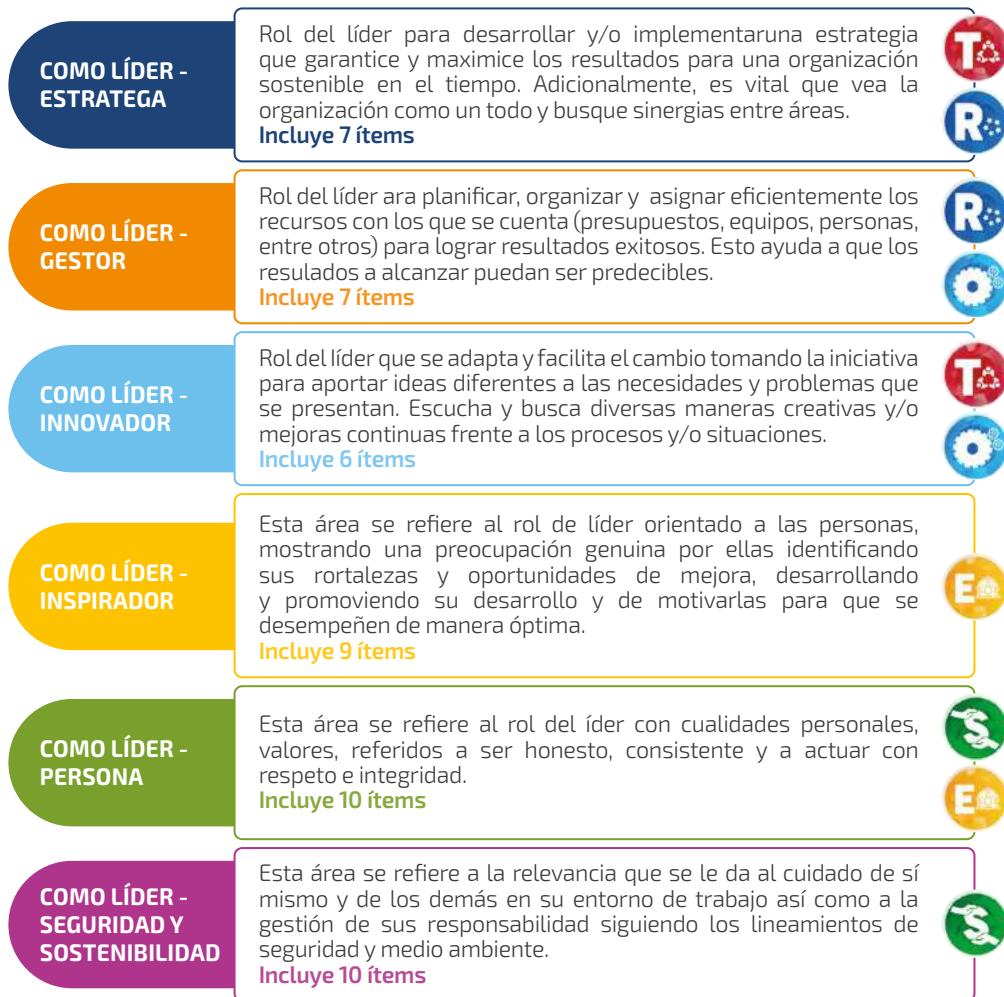 COMO LÍDER -
ESTRATEGA
Rol del líder para desarrollar y/o implementaruna estrategia
que garantice y maximice los resultados para una organización
sostenible en el tiempo. Adicionalmente, es vital que vea la
organización como un todo y busque sinergias entre áreas.
Incluye 7 ítems
T
R
COMO LÍDER -
GESTOR
Rol del líder ara planificar, organizar y asignar eficientemente los
recursos con los que se cuenta (presupuestos, equipos, personas,
entre otros) para lograr resultados exitosos. Esto ayuda a que los
resulados a alcanzar puedan ser predecibles.
Incluye 7 ítems
R
COMO LÍDER -
INNOVADOR
Rol del líder que se adapta y facilita el cambio tomando la iniciativa
para aportar ideas diferentes a las necesidades y problemas que
se presentan. Escucha y busca diversas maneras creativas y/o
mejoras continuas frente a los procesos y/o situaciones.
Incluye 6 ítems
T
COMO LÍDER -
INSPIRADOR
Esta área se refiere al rol de líder orientado a las personas,
mostrando una preocupación genuina por ellas identificando
sus rortalezas y oportunidades de mejora, desarrollando
y promoviendo su desarrollo y de motivarlas para que se
desempeñen de manera óptima.
Incluye 9 ítems
E
COMO LÍDER -
PERSONA
Esta área se refiere al rol del íder con cualidades personales,
valores, referidos a ser honesto, consistente y a actuar con
respeto e integridad.
Incluye 10 ítems
S
E
COMO LÍDER -
SEGURIDAD Y
SOSTENIBILIDAD
Esta área se refiere a la relevancia que se le da al cuidado de sí
mismo y de los demás en su entorno de trabajo así como a la
gestión de sus responsabilidad siguiendo los lineamientos de
seguridad y medio ambiente.
Incluye 10 ítems
S